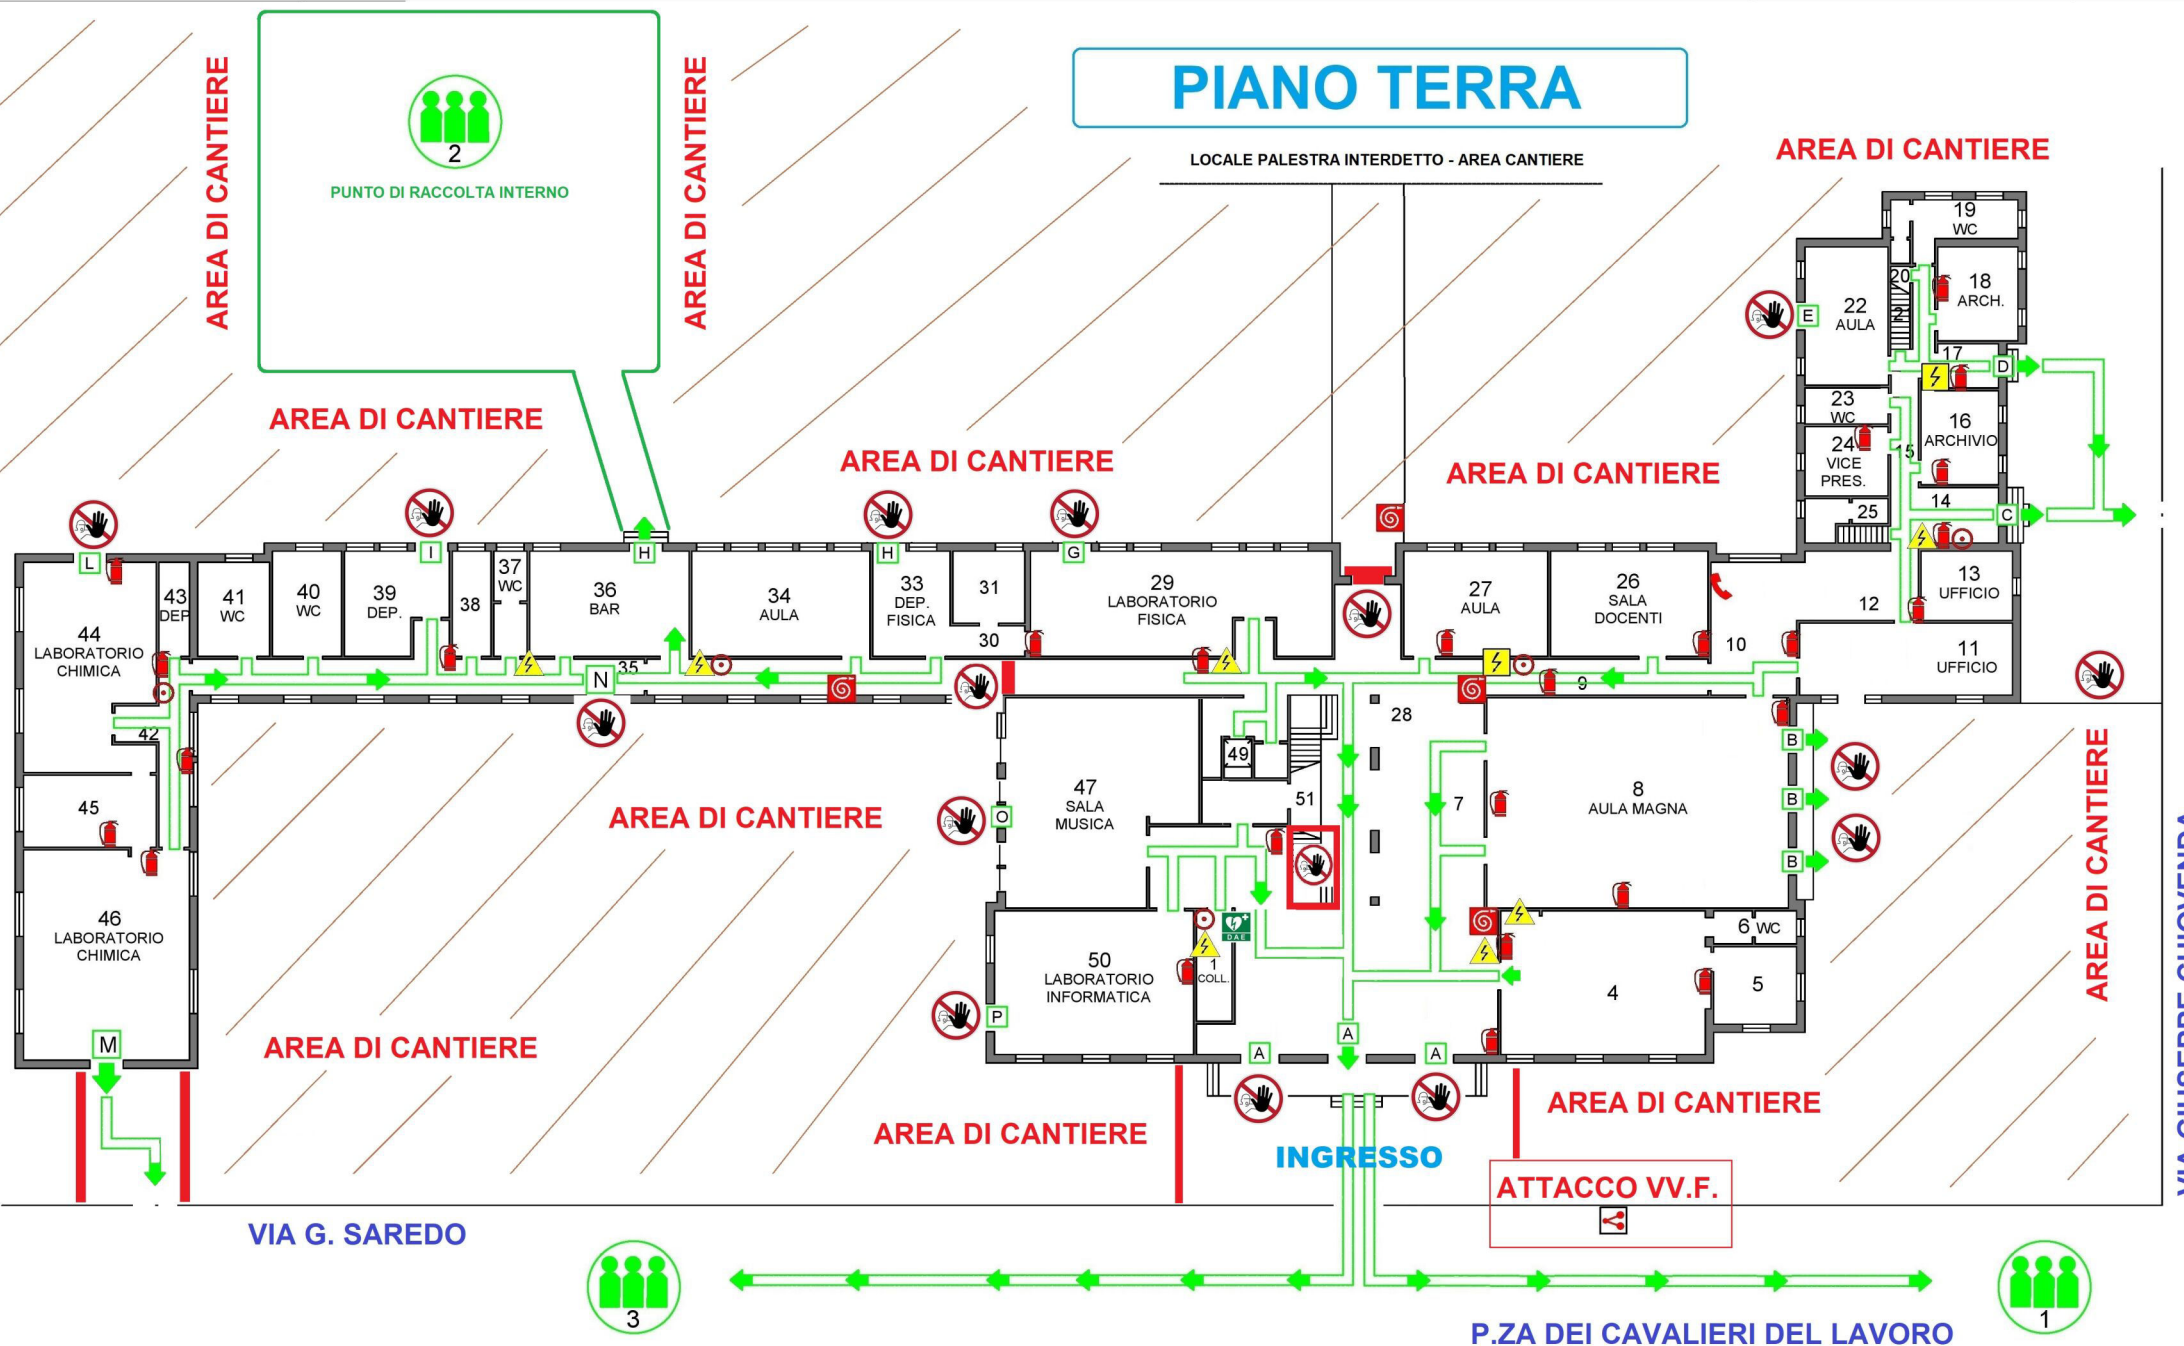 PIANO TERRA
LOCALE PALESTRA INTERDETTO - AREA CANTIERE
AREA DI CANTIERE
AREA DI CANTIERE
AREA DI CANTIERE
2
PUNTO DI RACCOLTA INTERNO
AREA DI CANTIERE
AREA DI CANTIERE
AREA DI CANTIERE
19
WC
20
18
ARCH.
22
AULA
E
2
17
D
23
WC
16
ARCHIVIO
24
VICE
PRES.
15
25
14
C
L
I
H
H
G
43
DEP
41
WC
40
WC
39
DEP.
38
37
WC
36
BAR
34
AULA
33
DEP.
FISICA
31
30
29
LABORATORIO
FISICA
27
AULA
26
SALA
DOCENTI
13
UFFICIO
12
10
11
UFFICIO
44
LABORATORIO
CHIMICA
35
N
9
42
28
49
51
7
47
SALA
MUSICA
O
8
AULA MAGNA
B
B
B
45
46
LABORATORIO
CHIMICA
M
AREA DI CANTIERE
AREA DI CANTIERE
AREA DI CANTIERE
DAE
6 WC
5
4
50
LABORATORIO
INFORMATICA
1
COLL.
P
A
A
A
AREA DI CANTIERE
AREA DI CANTIERE
INGRESSO
ATTACCO VV.F.
VIA G. SAREDO
3
1
P.ZA DEI CAVALIERI DEL LAVORO
VIA GIUSEPPE CHIOVENDA